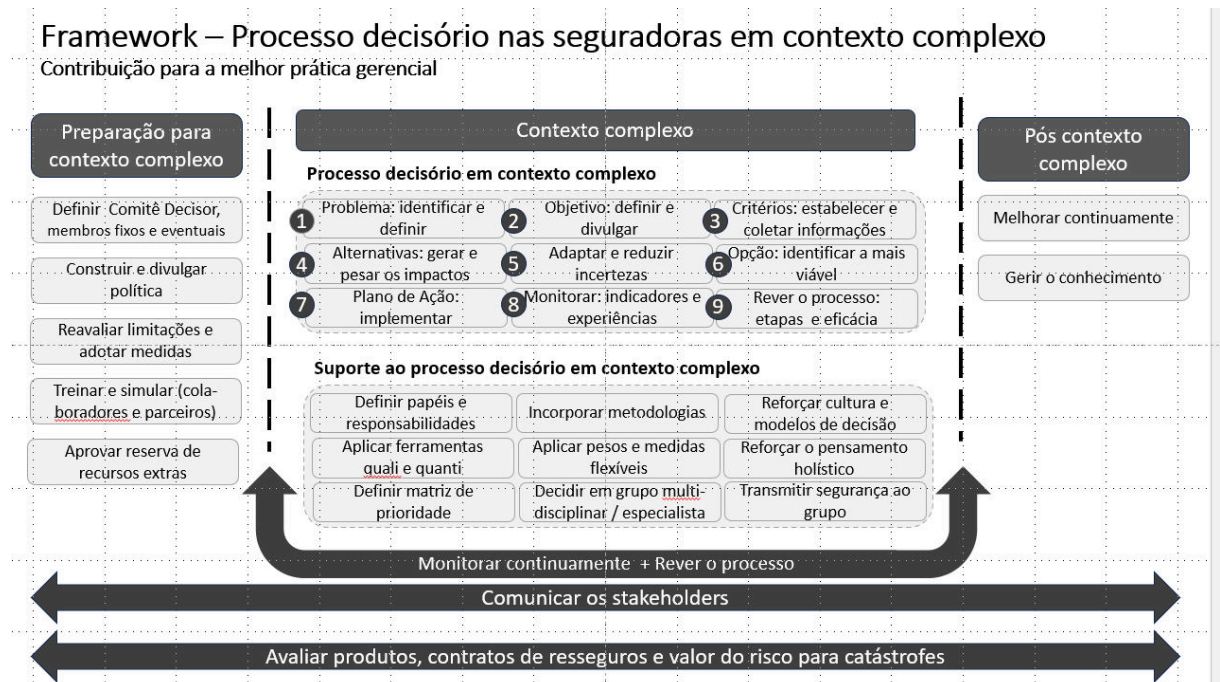 Framework – Processo decisório nas seguradoras em contexto complexo
Contribuição para a melhor prática gerencial
Preparação para
contexto complexo
Definir Comitê Decisor,
membros fixos e eventuais
Construir e divulgar
política
Reavaliar limitações e
adotar medidas
Treinar e simular (cola-
boradores e parceiros)
Aprovar reserva de
recursos extras
Contexto complexo
Processo decisório em contexto complexo
1
Problema: identificar e
definir
2
Objetivo: definir e
divulgar
3
Critérios: estabelecer e
coletar informações
4
Alternativas: gerar e
pesar os impactos
5
Adaptar e reduzir
incertezas
6
Opção: identificar a mais
viável
7
Plano de Ação:
implementar
8
Monitorar: indicadores e
experiências
9
Rever o processo:
etapas e eficácia
Suporte ao processo decisório em contexto complexo
Definir papéis e
responsabilidades
Incorporar metodologias
Reforçar cultura e
modelos de decisão
Aplicar ferramentas
quali e quanti
Aplicar pesos e medidas
flexíveis
Reforçar o pensamento
holístico
Definir matriz de
prioridade
Decidir em grupo multi-
disciplinar / especialista
Transmitir segurança ao
grupo
Pós contexto
complexo
Melhorar continuamente
Gerir o conhecimento
Monitorar continuamente + Rever o processo
Comunicar os stakeholders
Avaliar produtos, contratos de resseguros e valor do risco para catástrofes